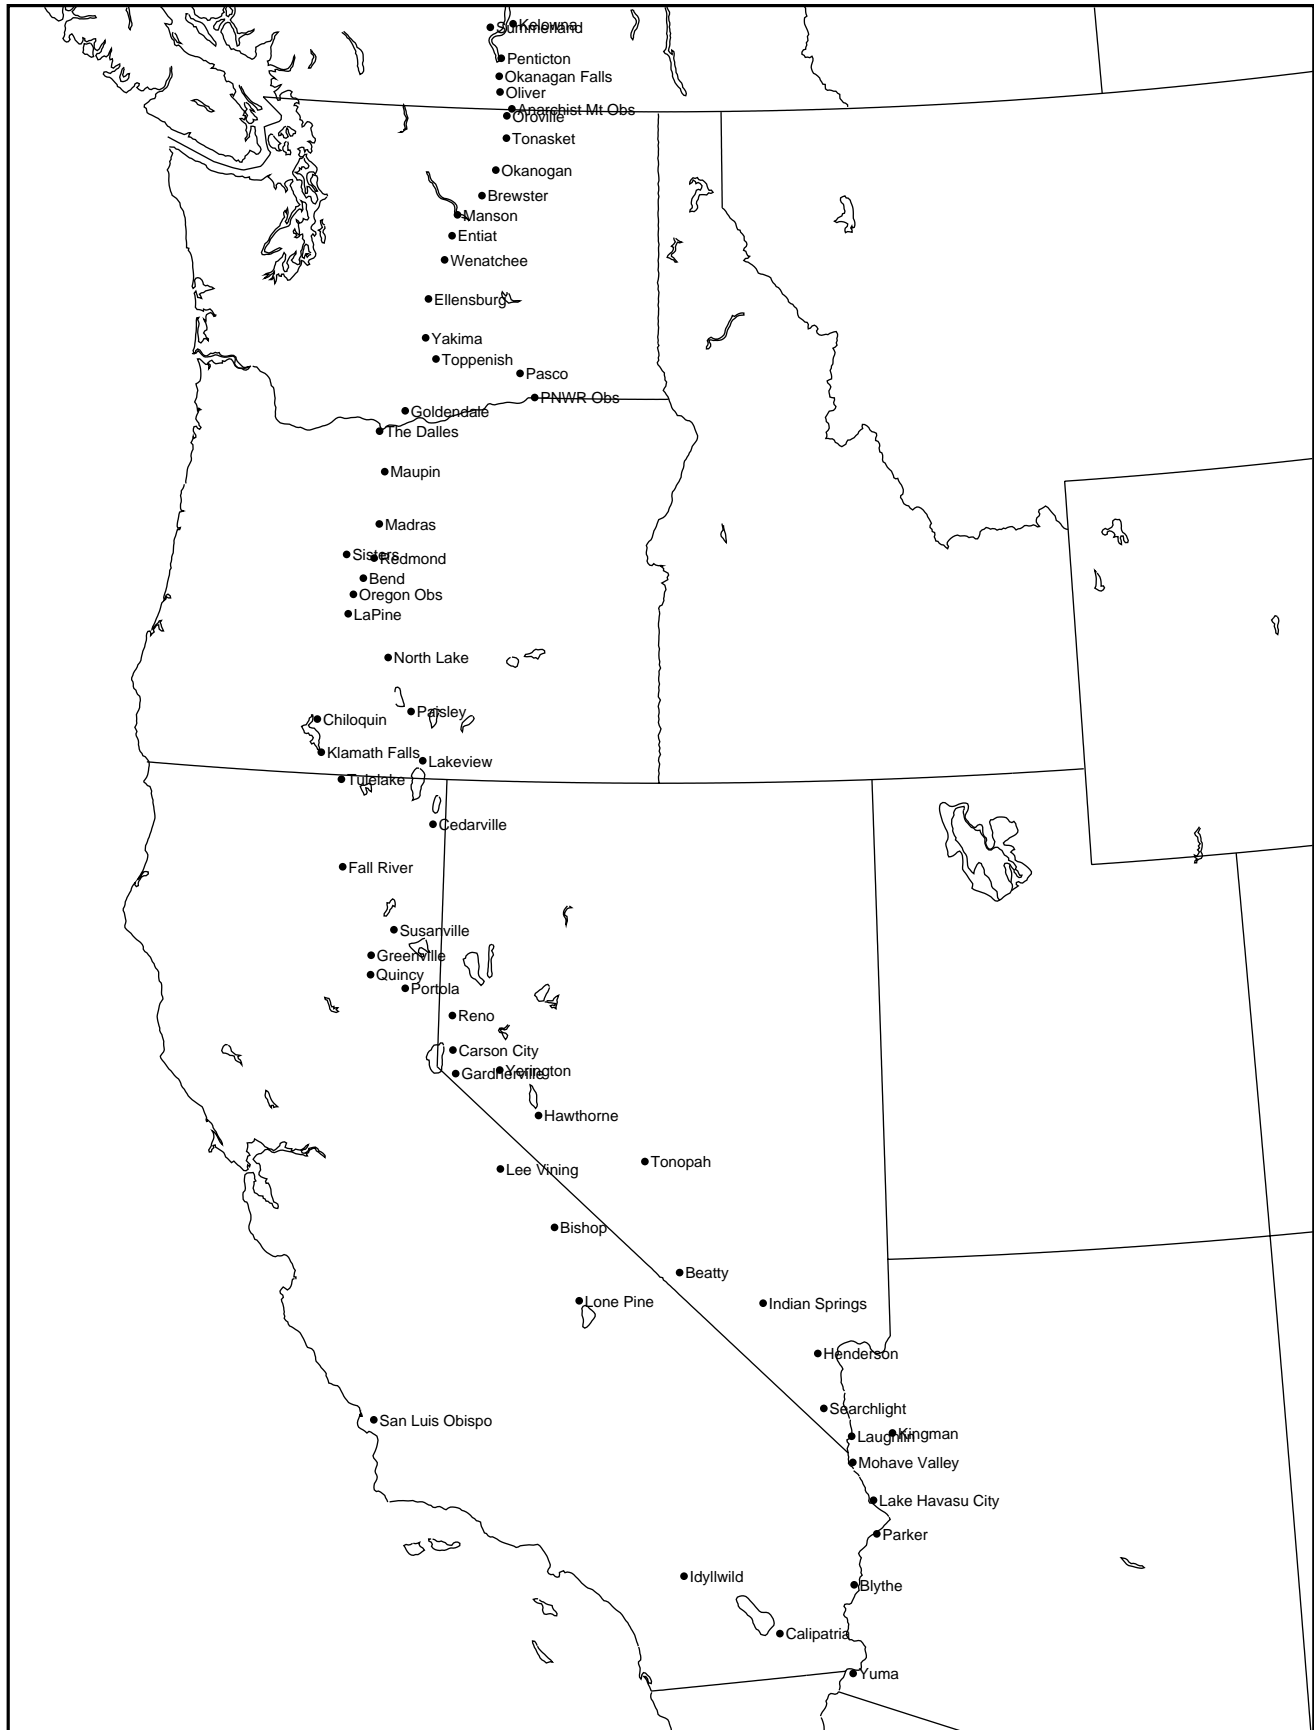 Kelowna
Summerland
Penticton
Okanagan Falls
Oliver
Anarchist Mt Obs
Oroville
Tonasket
Okanogan
Brewster
Manson
Entiat
Wenatchee
Ellensburg
Yakima
Toppenish
Pasco
PNWR Obs
Goldendale
The Dalles
Maupin
Madras
Sisters
Redmond
Bend
Oregon Obs
LaPine
North Lake
Paisley
Chiloquin
Klamath Falls
Lakeview
Tulelake
Cedarville
Fall River
Susanville
Greenville
Quincy
Portola
Reno
Carson City
Yerington
Gardnerville
Hawthorne
Tonopah
Lee Vining
Bishop
Beatty
Lone Pine
Indian Springs
Henderson
Searchlight
San Luis Obispo
Kingman
Laughlin
Mohave Valley
Lake Havasu City
Parker
Idyllwild
Blythe
Calipatria
Yuma